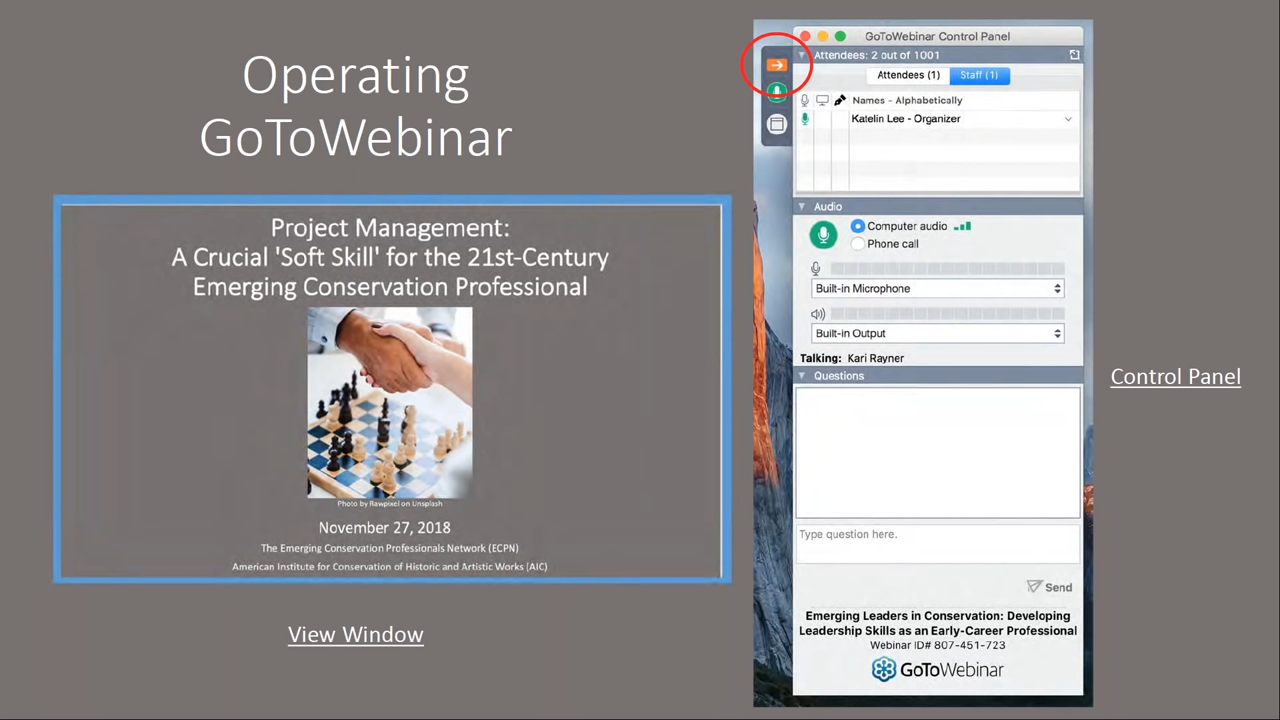 Operating
GoToWebinar
Project Management:
A Crucial 'Soft Skill' for the 21st-Century
Emerging Conservation Professional
Photo by Rawpixel on Unsplash
November 27, 2018
The Emerging Conservation Professionals Network (ECPN)
American Institute for Conservation of Historic and Artistic Works (AIC)
View Window
GoToWebinar Control Panel
Attendees: 2 out of 1001
Attendees (1) Staff (1)
Names - Alphabetically
Katelin Lee - Organizer
Audio
Computer audio
Phone call
Built-in Microphone
Built-in Output
Talking: Kari Rayner
Questions
Type question here.
Send
Emerging Leaders in Conservation: Developing
Leadership Skills as an Early-Career Professional
Webinar ID# 807-451-723
GoToWebinar
Control Panel